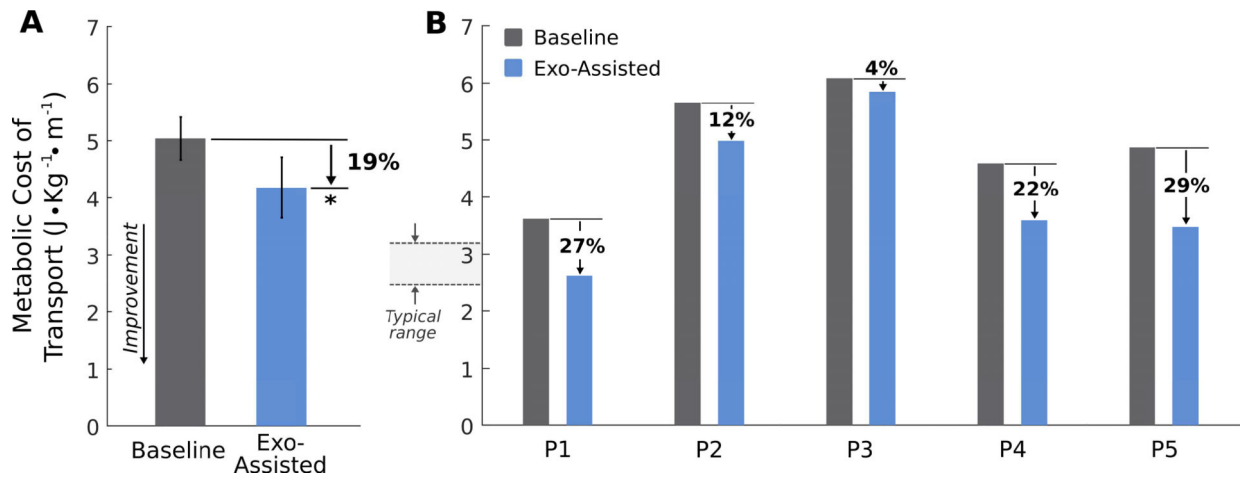 A
Metabolic Cost of
Transport (J•Kg⁻¹•m⁻¹)
7
6
5
4
3
2
1
0
19%
*
Improvement
Baseline
Exo-
Assisted
Typical
range
B
Baseline
Exo-Assisted
7
6
5
4
3
2
1
0
27%
12%
4%
22%
29%
P1 P2 P3 P4 P5